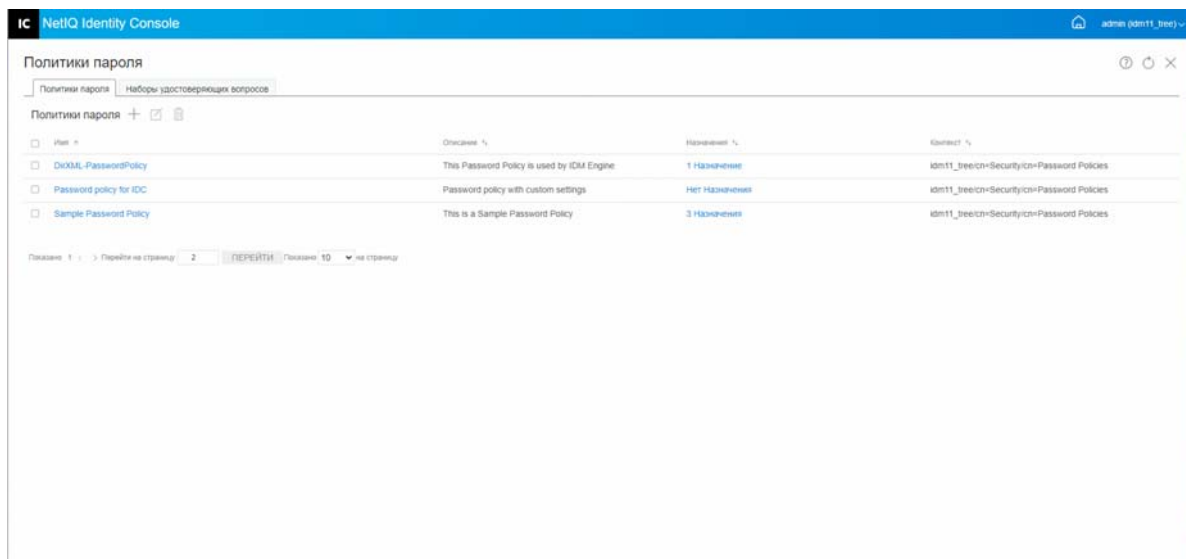 IC NetIQ Identity Console admin (idm11_tree)
Политики пароля
Политики пароля Наборы удостоверяющих вопросов
Политики пароля
Имя Описание Назначения Контекст
DirXML-PasswordPolicy This Password Policy is used by IDM Engine 1 Назначение idm11_tree/cn=Security/cn=Password Policies
Password policy for IDC Password policy with custom settings Нет Назначения idm11_tree/cn=Security/cn=Password Policies
Sample Password Policy This is a Sample Password Policy 3 Назначения idm11_tree/cn=Security/cn=Password Policies
Показано 1 Перейти на страницу 2 ПЕРЕЙТИ Показано 10 на страницу